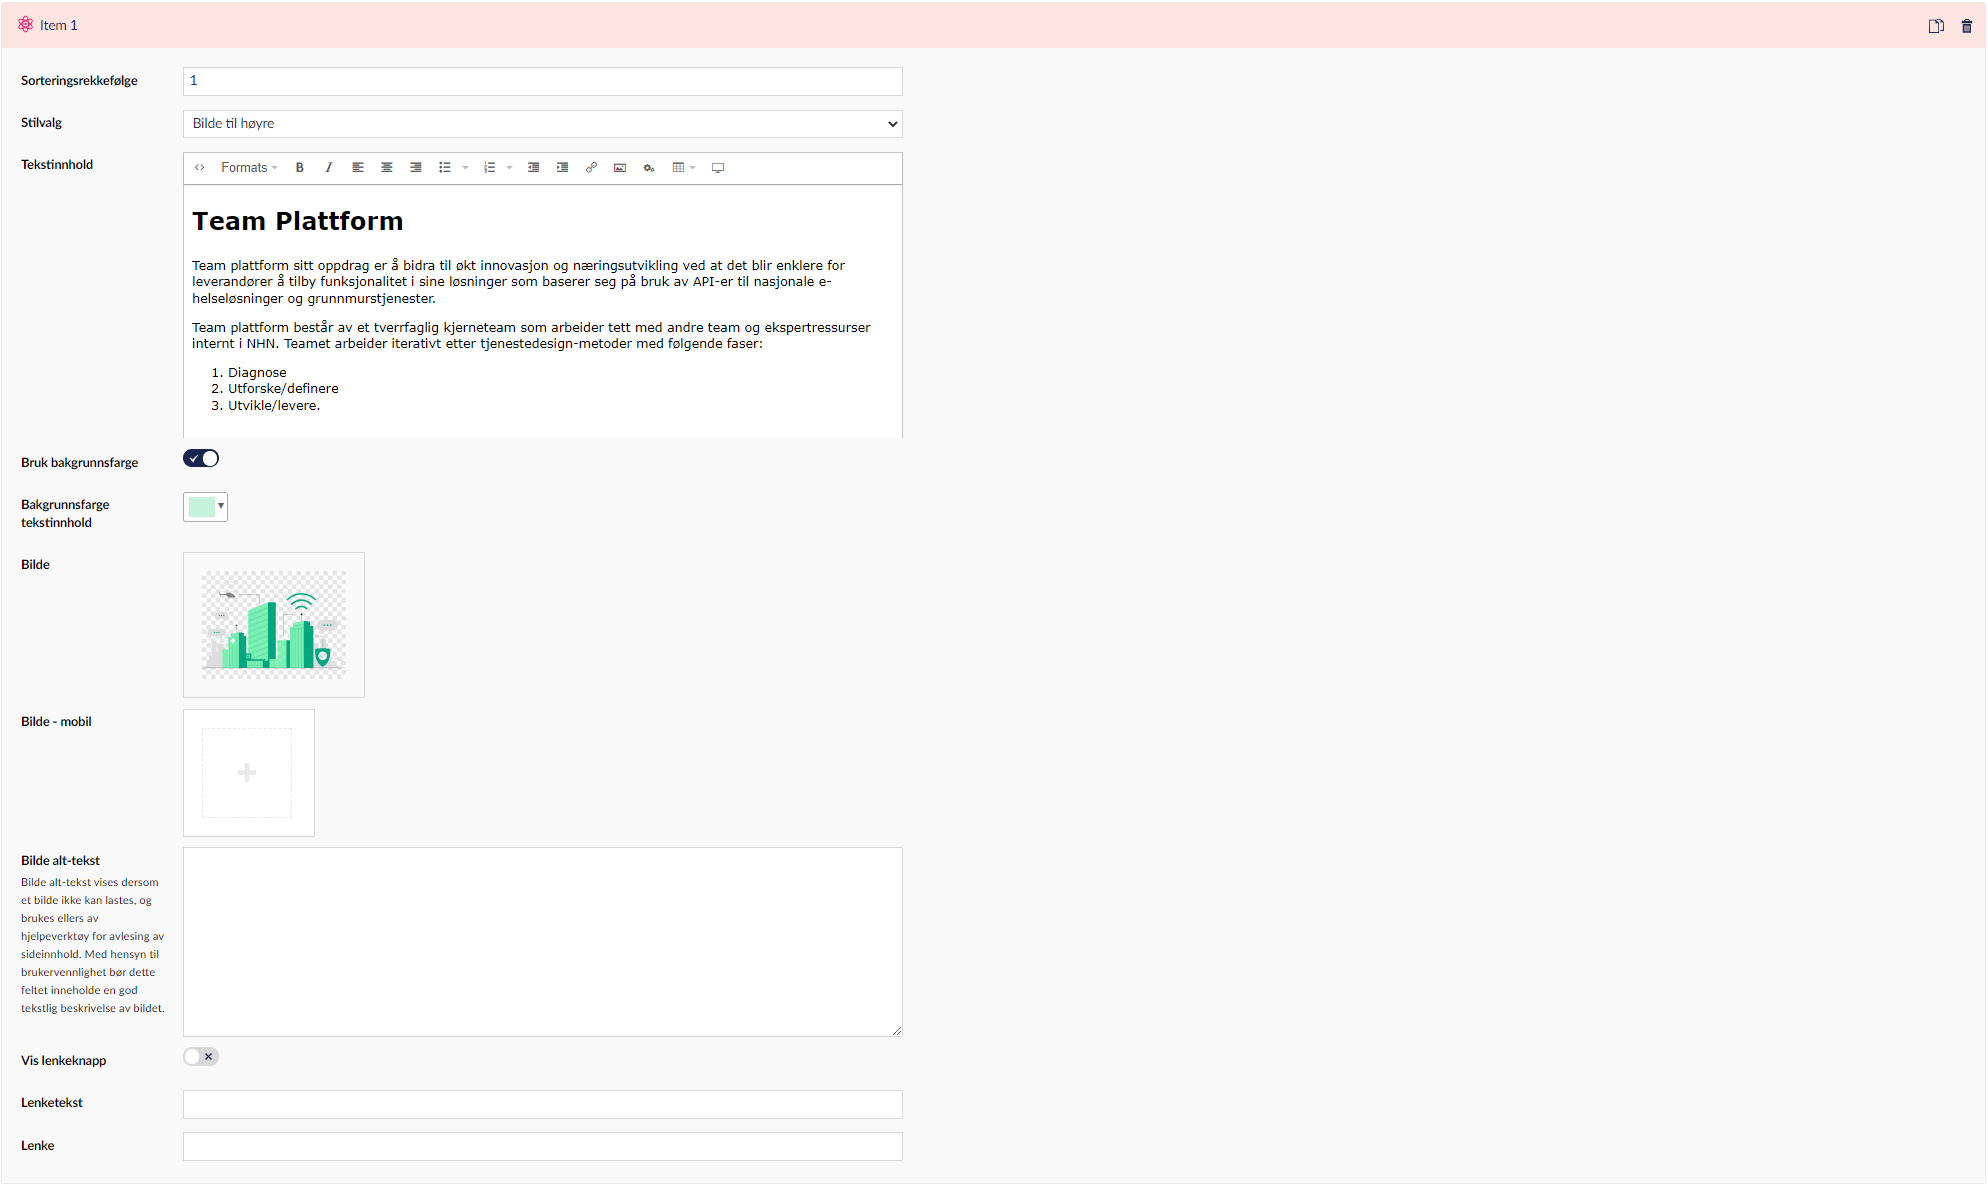 Item 1
Sorteringsrekkefølge
1
Stilvalg
Bilde til høyre
Tekstinnhold
Formats
B
I
Team Plattform
Team plattform sitt oppdrag er å bidra til økt innovasjon og næringsutvikling ved at det blir enklere for
leverandører å tilby funksjonalitet i sine løsninger som baserer seg på bruk av API-er til nasjonale e-
helseløsninger og grunnmurstjenester.
Team plattform består av et tverrfaglig kjerneteam som arbeider tett med andre team og ekspertressurser
internt i NHN. Teamet arbeider iterativt etter tjenestedesign-metoder med følgende faser:
1. Diagnose
2. Utforske/definere
3. Utvikle/levere.
Bruk bakgrunnsfarge
Bakgrunnsfarge
tekstinnhold
Bilde
Bilde - mobil
Bilde alt-tekst
Bilde alt-tekst vises dersom
et bilde ikke kan lastes, og
brukes ellers av
hjelpeverktøy for avlesing av
sideinnhold. Med hensyn til
brukervennlighet bør dette
feltet inneholde en god
tekstlig beskrivelse av bildet.
Vis lenkeknapp
Lenketekst
Lenke